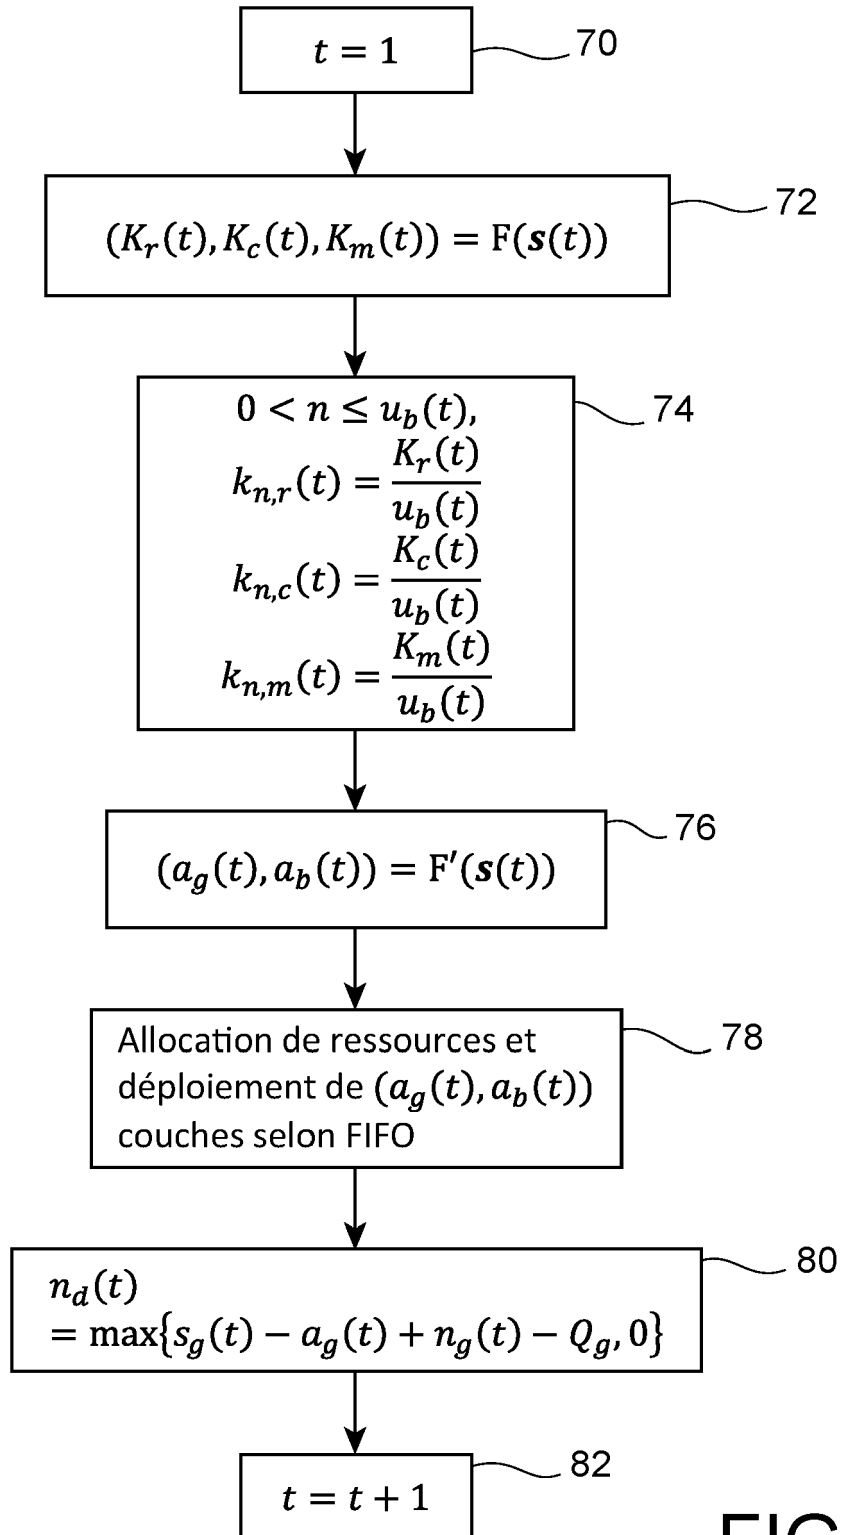 t = 1
70
(K_r(t), K_c(t), K_m(t)) = F(s(t))
72
0 < n ≤ u_b(t),
k_{n,r}(t) = K_r(t) / u_b(t)
k_{n,c}(t) = K_c(t) / u_b(t)
k_{n,m}(t) = K_m(t) / u_b(t)
74
(a_g(t), a_b(t)) = F′(s(t))
76
Allocation de ressources et
déploiement de (a_g(t), a_b(t))
couches selon FIFO
78
n_d(t)
= max{s_g(t) − a_g(t) + n_g(t) − Q_g, 0}
80
t = t + 1
82